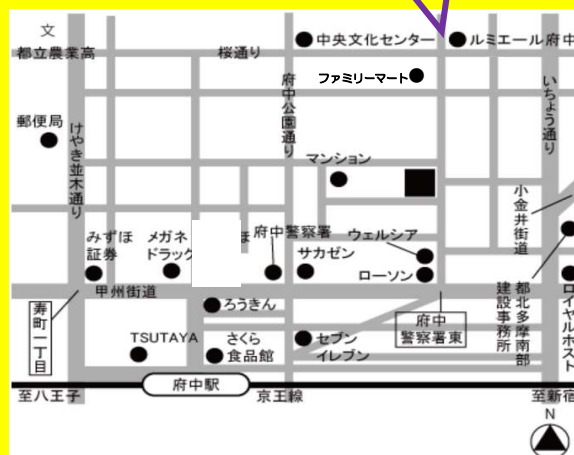 文
都立農業高
桜通り
中央文化センター
ルミエール府中
ファミリーマート
府中公園通り
いちょう通り
郵便局
けやき並木通り
マンション
小金井街道
みずほ
証券
メガネ
ドラック
ほ
府中警察署
サカゼン
ウェルシア
ローソン
甲州街道
寿町一丁目
ろうきん
府中
警察署東
都北多摩南部
建設事務所
ロイヤルホスト
TSUTAYA
さくら
食品館
セブン
イレブン
府中駅
至八王子
京王線
至新宿
N